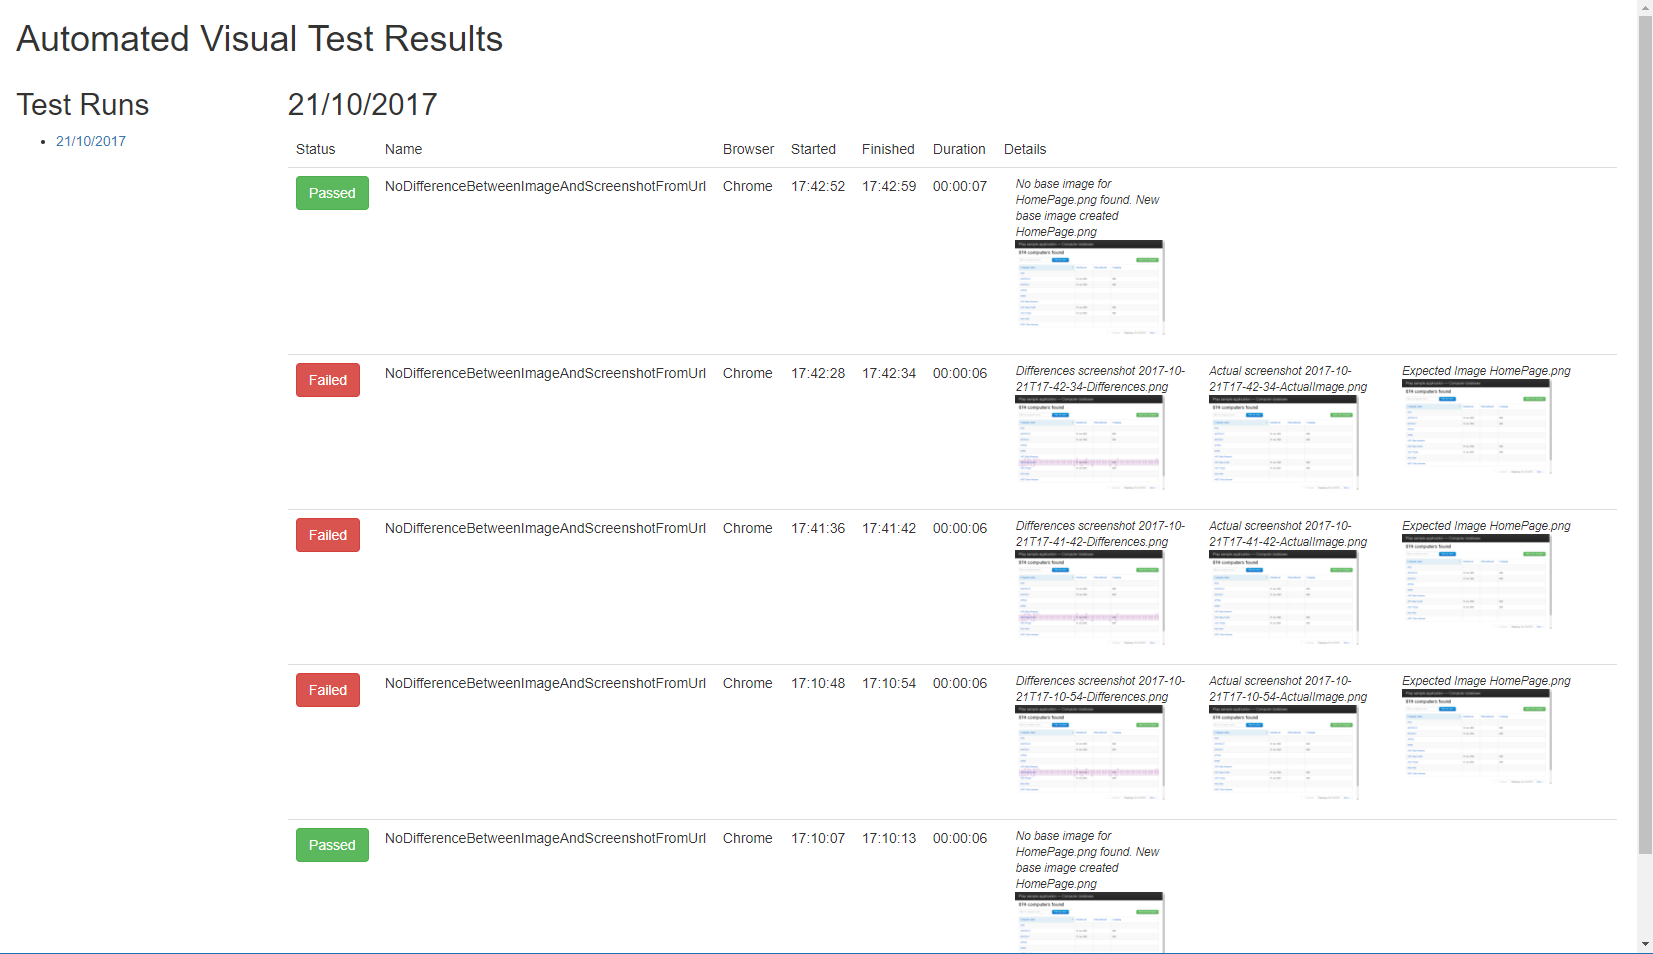 Automated Visual Test Results
Test Runs
21/10/2017
21/10/2017
Status Name Browser Started Finished Duration Details
Passed NoDifferenceBetweenImageAndScreenshotFromUrl Chrome 17:42:52 17:42:59 00:00:07
No base image for
HomePage.png found. New
base image created
HomePage.png
Play sample application — Computer database
574 computers found
Failed NoDifferenceBetweenImageAndScreenshotFromUrl Chrome 17:42:28 17:42:34 00:00:06
Differences screenshot 2017-10-
21T17-42-34-Differences.png
Actual screenshot 2017-10-
21T17-42-34-ActualImage.png
Expected Image HomePage.png
Failed NoDifferenceBetweenImageAndScreenshotFromUrl Chrome 17:41:36 17:41:42 00:00:06
Differences screenshot 2017-10-
21T17-41-42-Differences.png
Actual screenshot 2017-10-
21T17-41-42-ActualImage.png
Expected Image HomePage.png
Failed NoDifferenceBetweenImageAndScreenshotFromUrl Chrome 17:10:48 17:10:54 00:00:06
Differences screenshot 2017-10-
21T17-10-54-Differences.png
Actual screenshot 2017-10-
21T17-10-54-ActualImage.png
Expected Image HomePage.png
Passed NoDifferenceBetweenImageAndScreenshotFromUrl Chrome 17:10:07 17:10:13 00:00:06
No base image for
HomePage.png found. New
base image created
HomePage.png